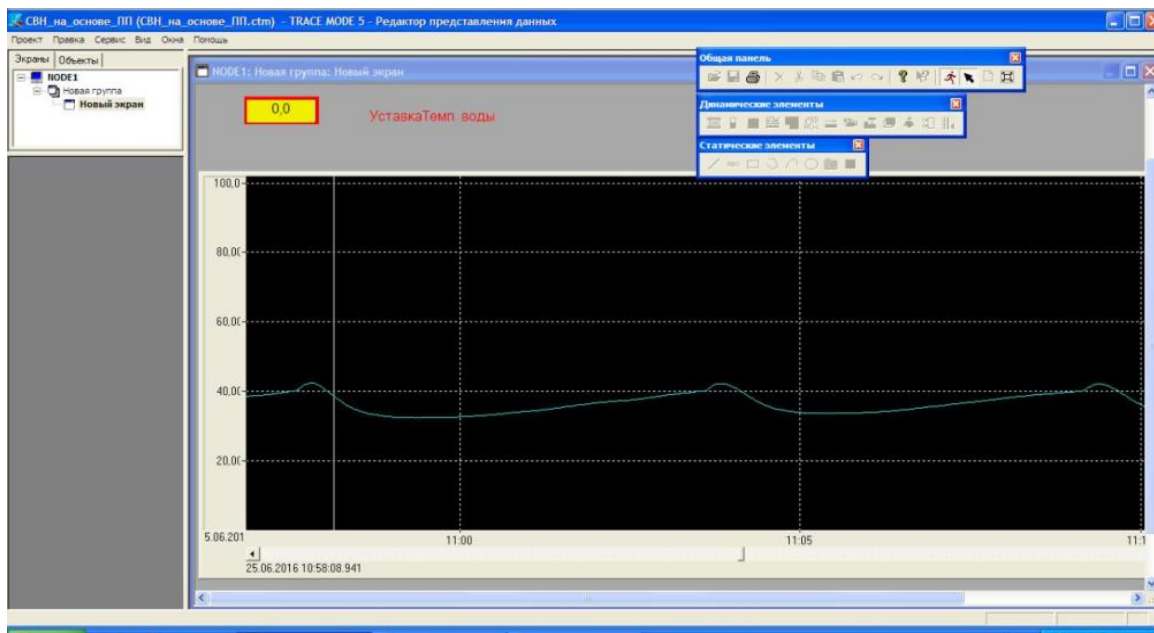 СВН_на_основе_ПП (СВН_на_основе_ПП.ctm) - TRACE MODE 5 - Редактор представления данных
Проект Правка Сервис Вид Окна Помощь
Экраны Объекты
NODE1
Новая группа
Новый экран
NODE1: Новая группа: Новый экран
Общая панель
Динамические элементы
Статические элементы
0,0
УставкаТемп воды
100,0
80,0(
60,0(
40,0(
20,0(
5.06.201
11:00
11:05
11:1
25.06.2016 10:58:08.941